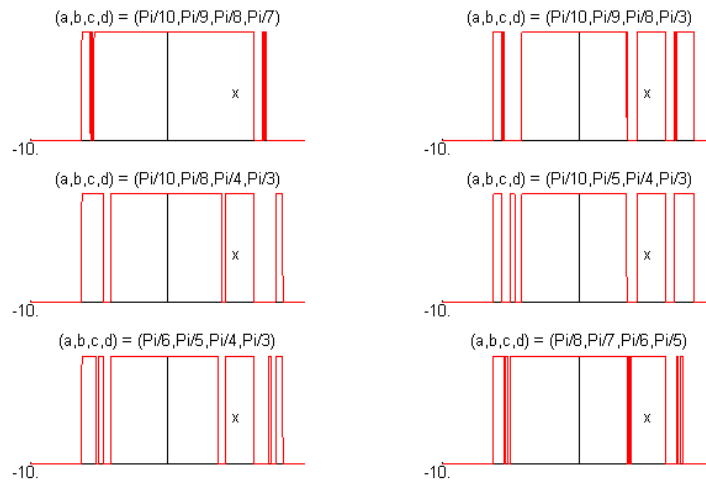 (a,b,c,d) = (Pi/10,Pi/9,Pi/8,Pi/7)
x
-10.
(a,b,c,d) = (Pi/10,Pi/9,Pi/8,Pi/3)
x
-10.
(a,b,c,d) = (Pi/10,Pi/8,Pi/4,Pi/3)
x
-10.
(a,b,c,d) = (Pi/10,Pi/5,Pi/4,Pi/3)
x
-10.
(a,b,c,d) = (Pi/6,Pi/5,Pi/4,Pi/3)
x
-10.
(a,b,c,d) = (Pi/8,Pi/7,Pi/6,Pi/5)
x
-10.